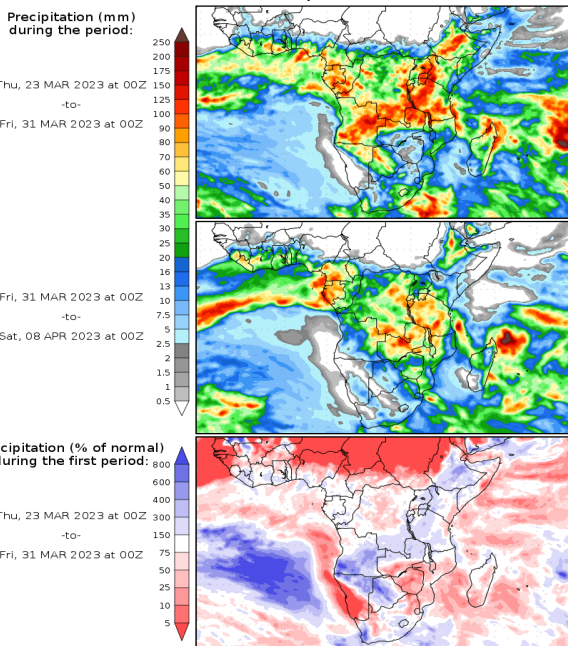 Precipitation (mm)
during the period:
Thu, 23 MAR 2023 at 00Z
-to-
Fri, 31 MAR 2023 at 00Z
250
200
175
150
125
100
90
80
70
60
50
40
35
30
25
20
16
13
10
7.5
5
2.5
2
1.5
1
0.5
Fri, 31 MAR 2023 at 00Z
-to-
Sat, 08 APR 2023 at 00Z
cipitation (% of normal)
during the first period:
Thu, 23 MAR 2023 at 00Z
-to-
Fri, 31 MAR 2023 at 00Z
800
600
400
300
150
75
50
25
10
5